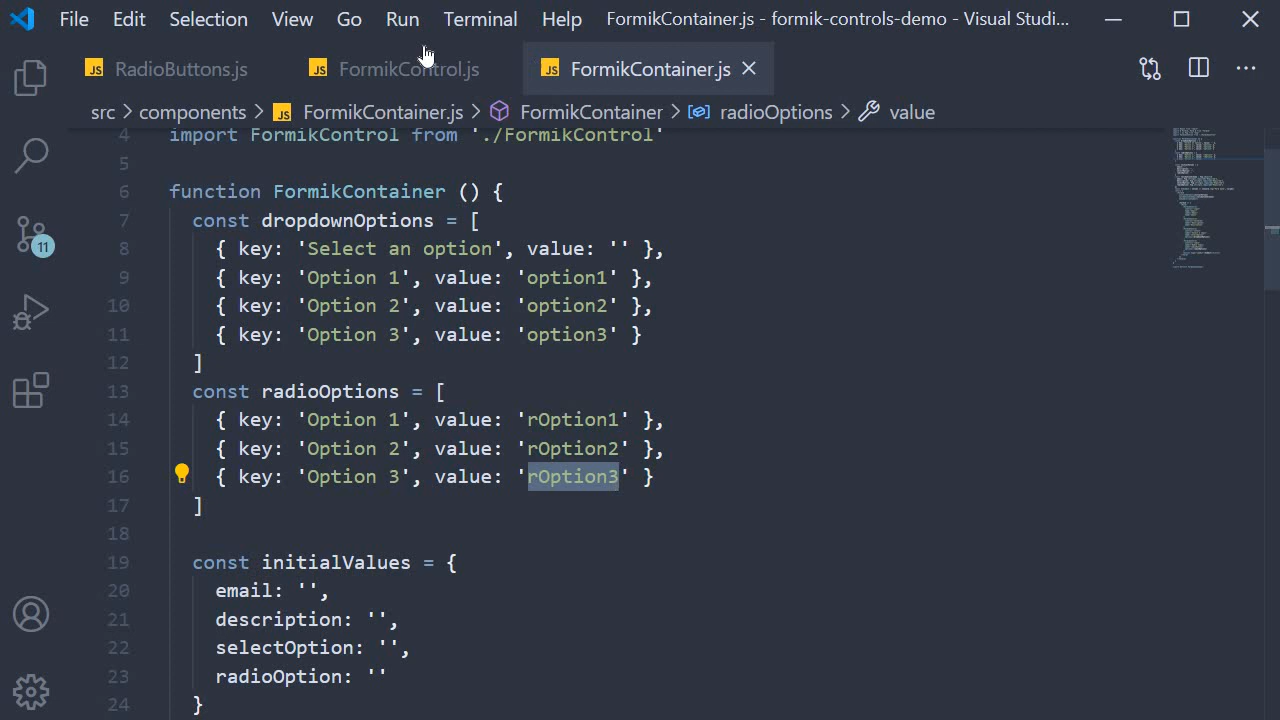 File Edit Selection View Go Run Terminal Help FormikContainer.js - formik-controls-demo - Visual Studi...
JS RadioButtons.js JS FormikControl.js JS FormikContainer.js
src > components > JS FormikContainer.js > FormikContainer > radioOptions > value
4 import FormikControl from './FormikControl'
5
6 function FormikContainer () {
7 const dropdownOptions = [
8 { key: 'Select an option', value: '' },
9 { key: 'Option 1', value: 'option1' },
10 { key: 'Option 2', value: 'option2' },
11 { key: 'Option 3', value: 'option3' }
12 ]
13 const radioOptions = [
14 { key: 'Option 1', value: 'rOption1' },
15 { key: 'Option 2', value: 'rOption2' },
16 { key: 'Option 3', value: 'rOption3' }
17 ]
18
19 const initialValues = {
20 email: '',
21 description: '',
22 selectOption: '',
23 radioOption: ''
24 }
11